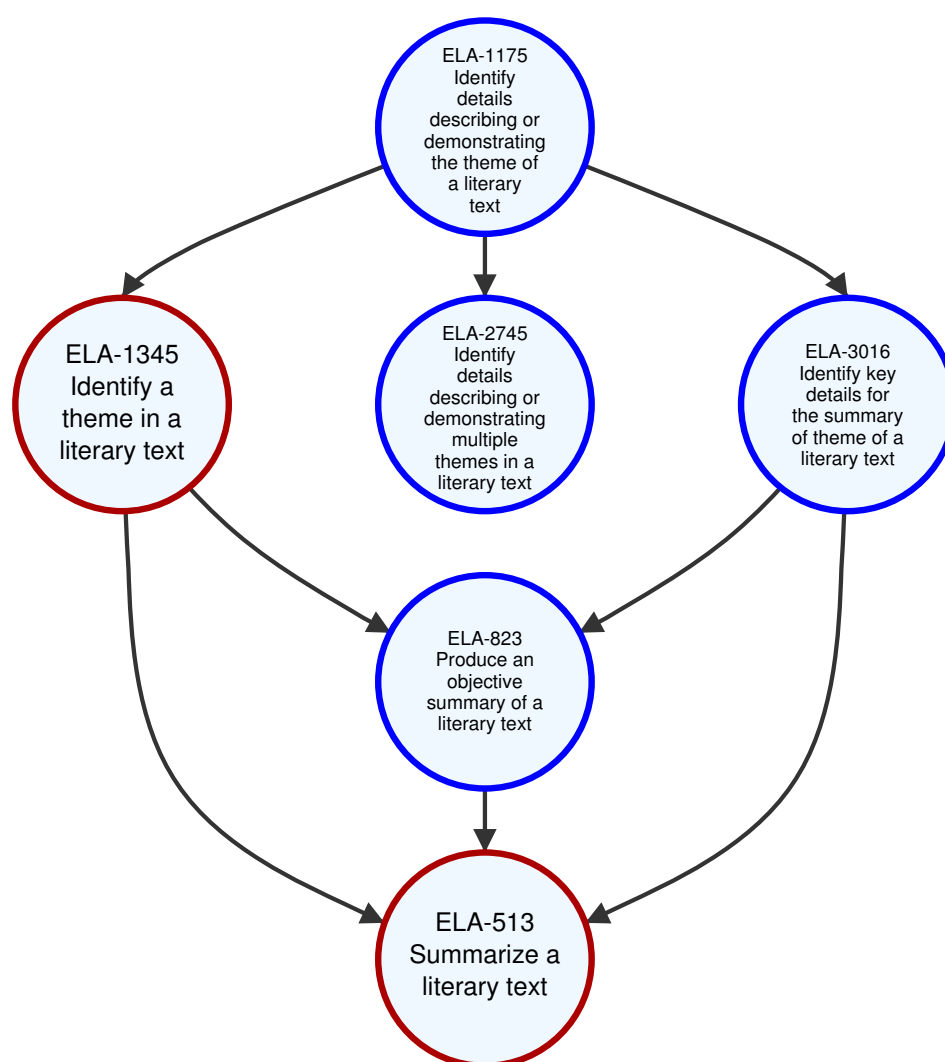 ELA-1175
Identify
details
describing or
demonstrating
the theme of
a literary
text
ELA-1345
Identify a
theme in a
literary text
ELA-2745
Identify
details
describing or
demonstrating
multiple
themes in a
literary text
ELA-3016
Identify key
details for
the summary
of theme of a
literary text
ELA-823
Produce an
objective
summary of a
literary text
ELA-513
Summarize a
literary text